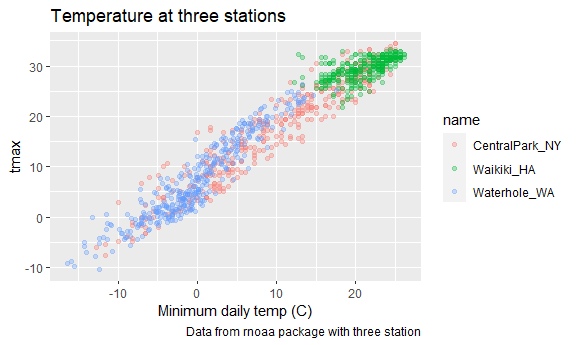 Temperature at three stations
30
20
10
0
-10
tmax
-10
0
10
20
Minimum daily temp (C)
name
CentralPark_NY
Waikiki_HA
Waterhole_WA
Data from rnoaa package with three station